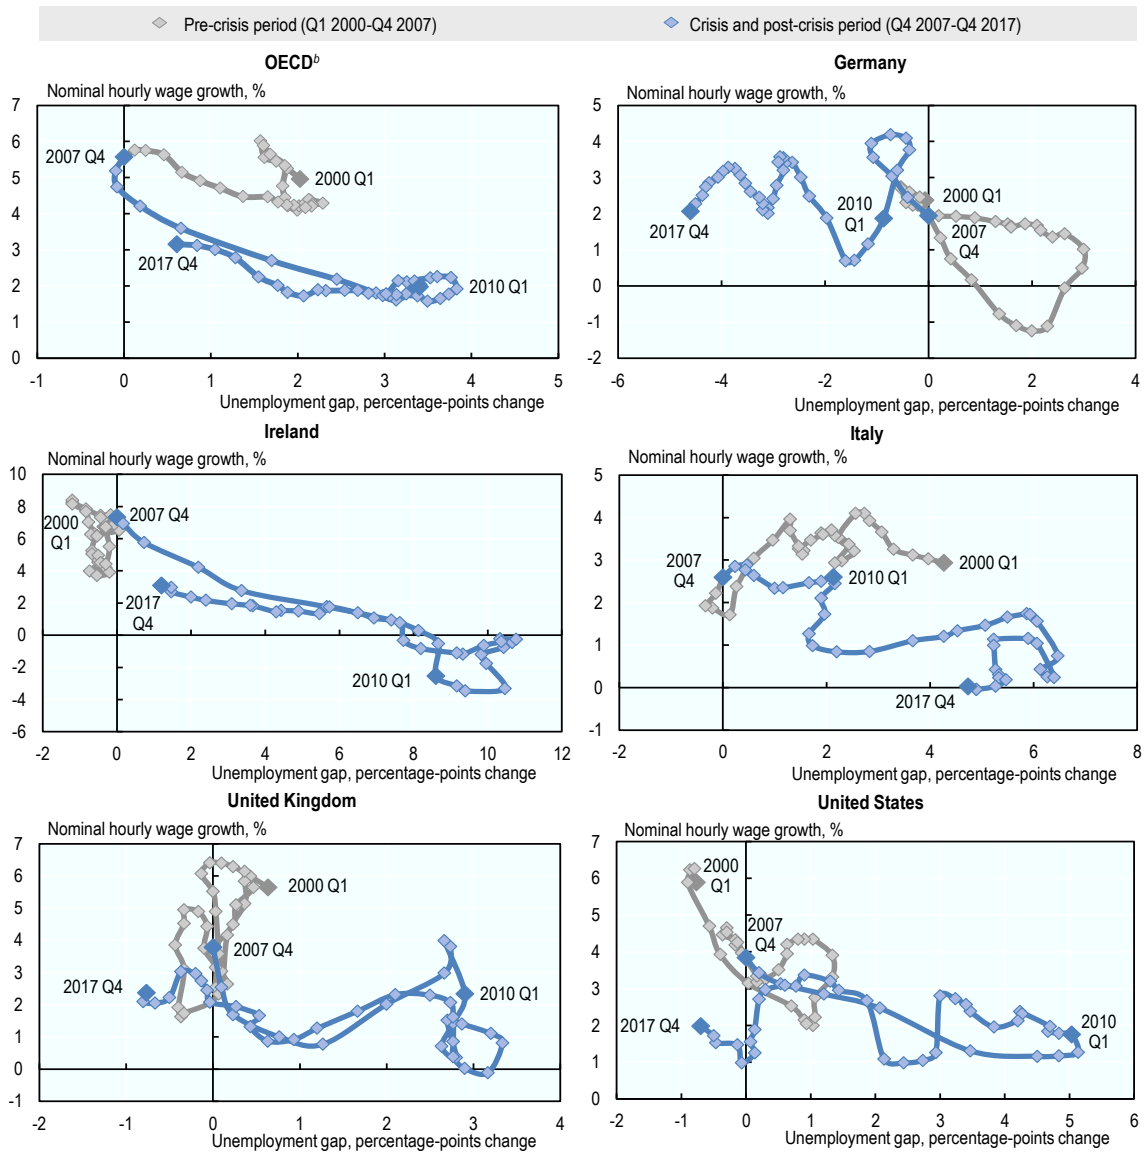 Pre-crisis period (Q1 2000-Q4 2007)
Crisis and post-crisis period (Q4 2007-Q4 2017)
OECDb
Nominal hourly wage growth, %
7
6
5
4
3
2
1
0
2007 Q4
2000 Q1
2017 Q4
2010 Q1
-1 0 1 2 3 4 5
Unemployment gap, percentage-points change
Germany
Nominal hourly wage growth, %
5
4
3
2
1
0
-1
-2
2010
Q1
2000 Q1
2007
Q4
2017 Q4
-6 -4 -2 0 2 4
Unemployment gap, percentage-points change
Ireland
Nominal hourly wage growth, %
10
8
6
4
2
0
-2
-4
-6
2000
Q1
2007 Q4
2017
Q4
2010 Q1
-2 0 2 4 6 8 10 12
Unemployment gap, percentage-points change
Italy
Nominal hourly wage growth, %
5
4
3
2
1
0
-1
2007
Q4
2000 Q1
2010 Q1
2017 Q4
-2 0 2 4 6 8
Unemployment gap, percentage-points change
United Kingdom
Nominal hourly wage growth, %
7
6
5
4
3
2
1
0
-1
2000 Q1
2007 Q4
2017 Q4
2010 Q1
-2 -1 0 1 2 3 4
Unemployment gap, percentage-points change
United States
Nominal hourly wage growth, %
7
6
5
4
3
2
1
0
2000
Q1
2007
Q4
2017 Q4
2010
Q1
-2 -1 0 1 2 3 4 5 6
Unemployment gap, percentage-points change